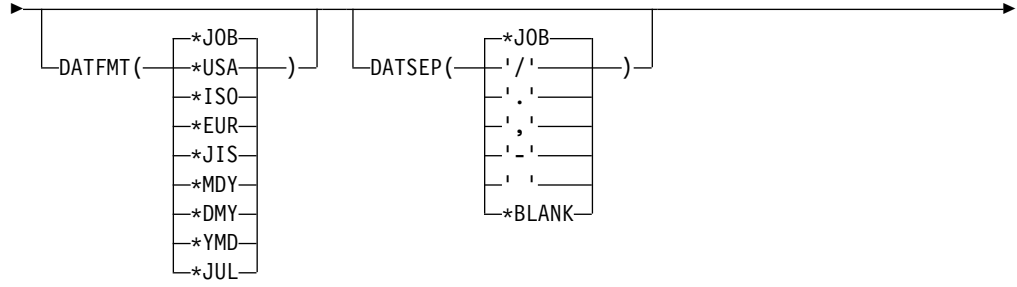 *JOB *JOB
DATFMT( *USA ) DATSEP( '/' )
*ISO '.'
*EUR ','
*JIS '-'
*MDY ' '
*DMY *BLANK
*YMD
*JUL